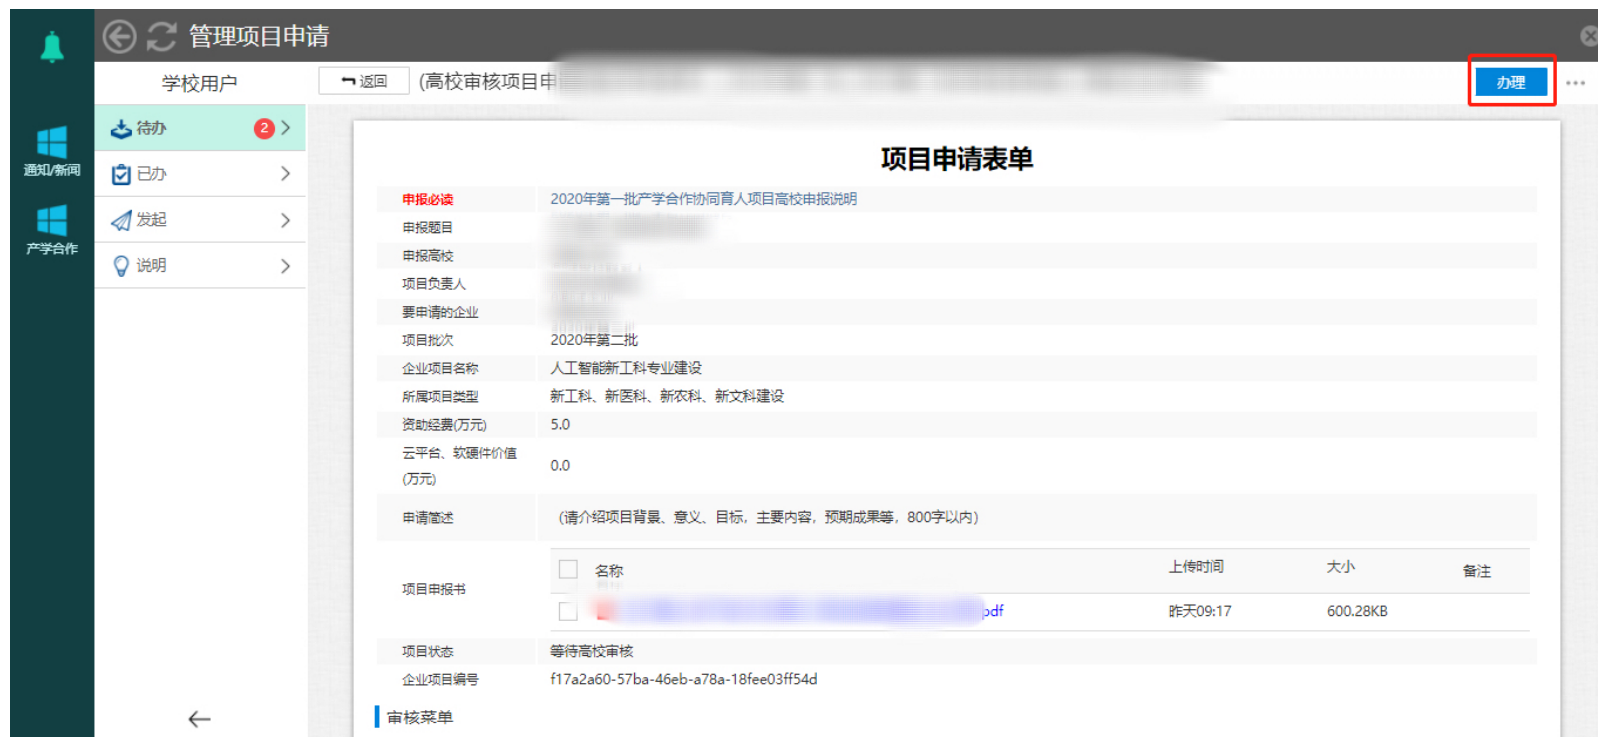 管理项目申请
学校用户
返回
(高校审核项目申
办理
待办 2
已办
发起
说明
通知/新闻
产学合作
项目申请表单
申报必读 2020年第一批产学合作协同育人项目高校申报说明
申报题目
申报高校
项目负责人
要申请的企业
项目批次 2020年第二批
企业项目名称 人工智能新工科专业建设
所属项目类型 新工科、新医科、新农科、新文科建设
资助经费(万元) 5.0
云平台、软硬件价值
(万元) 0.0
申请简述 (请介绍项目背景、意义、目标，主要内容，预期成果等，800字以内)
项目申报书
名称 上传时间 大小 备注
pdf 昨天09:17 600.28KB
项目状态 等待高校审核
企业项目编号 f17a2a60-57ba-46eb-a78a-18fee03ff54d
审核菜单